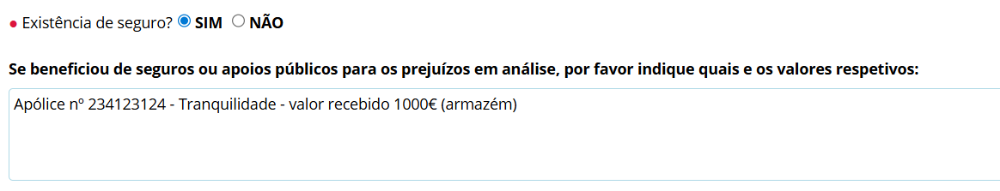 ● Existência de seguro? SIM NÃO
Se beneficiou de seguros ou apoios públicos para os prejuízos em análise, por favor indique quais e os valores respetivos:
Apólice nº 234123124 - Tranquilidade - valor recebido 1000€ (armazém)